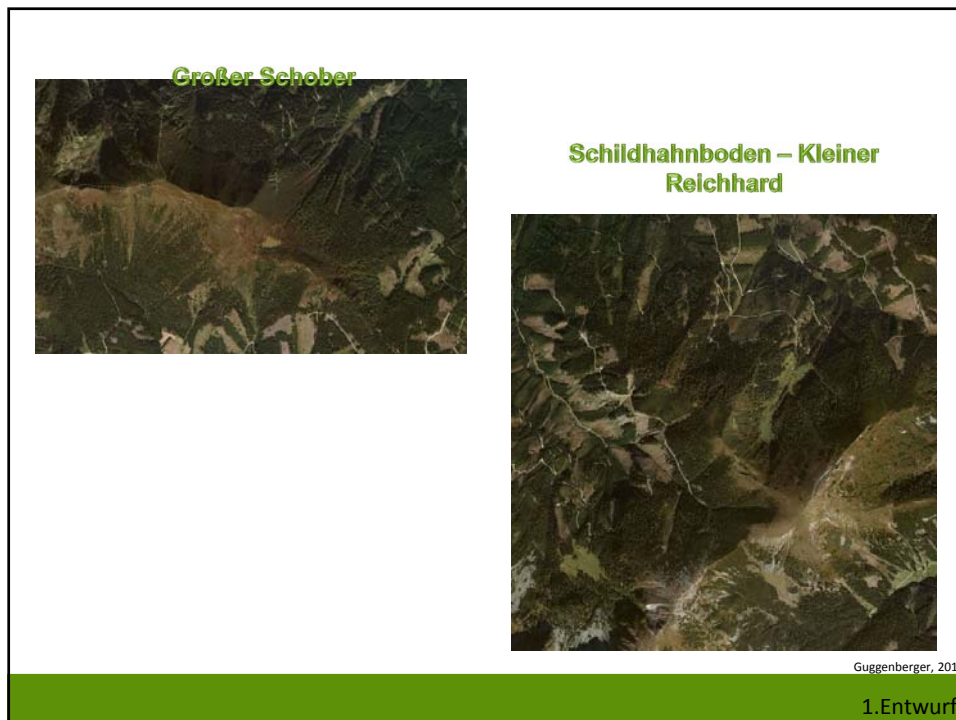 Großer Schober
Schildhahnboden – Kleiner
Reichhard
Guggenberger, 201
1.Entwurf